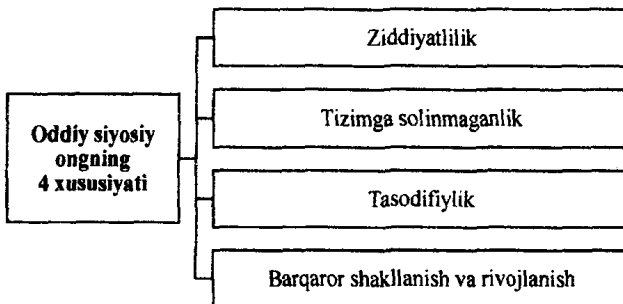 Oddiy siyosiy
ongning
4 xususiyati
Ziddiyatlilik
Tizimga solinmaganlik
Tasodifiylik
Barqaror shakllanish va rivojlanish